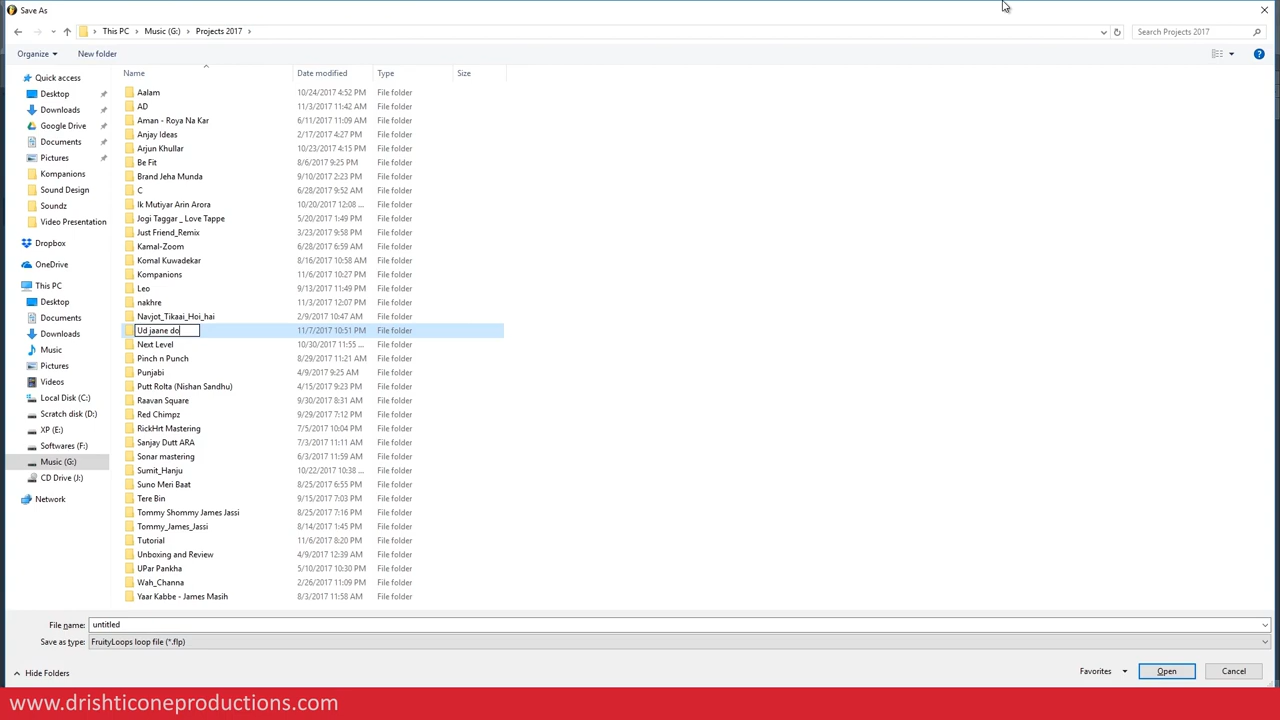 Save As
This PC > Music (G:) > Projects 2017 >
Search Projects 2017
Organize
New folder
Name
Date modified
Type
Size
Quick access
Desktop
Downloads
Google Drive
Documents
Pictures
Kompanions
Sound Design
Soundz
Video Presentation
Dropbox
OneDrive
This PC
Desktop
Documents
Downloads
Music
Pictures
Videos
Local Disk (C:)
Scratch disk (D:)
XP (E:)
Softwares (F:)
Music (G:)
CD Drive (J:)
Network
Aalam 10/24/2017 4:52 PM File folder
AD 11/3/2017 11:42 AM File folder
Aman - Roya Na Kar 6/11/2017 11:09 AM File folder
Anjay Ideas 2/17/2017 4:27 PM File folder
Arjun Khullar 10/23/2017 4:15 PM File folder
Be Fit 8/6/2017 9:25 PM File folder
Brand Jeha Munda 9/10/2017 2:23 PM File folder
C 6/28/2017 9:52 AM File folder
Ik Mutiyar Arin Arora 10/20/2017 12:08 ... File folder
Jogi Taggar _ Love Tappe 5/20/2017 1:49 PM File folder
Just Friend_Remix 3/23/2017 9:58 PM File folder
Kamal-Zoom 6/28/2017 6:59 AM File folder
Komal Kuwadekar 8/16/2017 10:58 AM File folder
Kompanions 11/6/2017 10:27 PM File folder
Leo 9/13/2017 11:49 PM File folder
nakhre 11/3/2017 12:07 PM File folder
Navjot_Tikaai_Hoi_hai 2/9/2017 10:47 AM File folder
Ud jaane do 11/7/2017 10:51 PM File folder
Next Level 10/30/2017 11:55 ... File folder
Pinch n Punch 8/29/2017 11:21 AM File folder
Punjabi 4/9/2017 9:25 AM File folder
Putt Rolta (Nishan Sandhu) 4/15/2017 9:23 PM File folder
Raavan Square 9/30/2017 8:31 AM File folder
Red Chimpz 9/29/2017 7:12 PM File folder
RickHrt Mastering 7/5/2017 10:04 PM File folder
Sanjay Dutt ARA 7/3/2017 11:11 AM File folder
Sonar mastering 6/3/2017 11:59 AM File folder
Sumit_Hanju 10/22/2017 10:38 ... File folder
Suno Meri Baat 8/25/2017 6:55 PM File folder
Tere Bin 9/15/2017 7:03 PM File folder
Tommy Shommy James Jassi 8/25/2017 7:16 PM File folder
Tommy_James_Jassi 8/14/2017 1:45 PM File folder
Tutorial 11/6/2017 8:20 PM File folder
Unboxing and Review 4/9/2017 12:39 AM File folder
UPar Pankha 5/10/2017 10:30 PM File folder
Wah_Channa 2/26/2017 11:09 PM File folder
Yaar Kabbe - James Masih 8/3/2017 11:58 AM File folder
File name: untitled
Save as type: FruityLoops loop file (*.flp)
Hide Folders
Favorites
Open
Cancel
www.drishticoneproductions.com